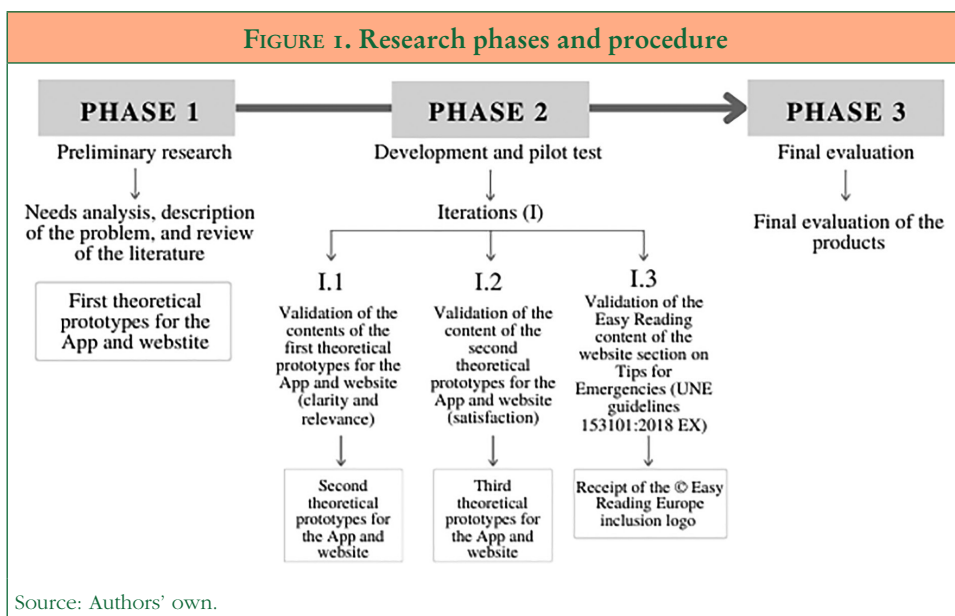 FIGURE 1. Research phases and procedure
PHASE 1
Preliminary research
Needs analysis, description
of the problem, and review
of the literature
First theoretical
prototypes for the
App and webstite
PHASE 2
Development and pilot test
Iterations (I)
I.1
Validation of the
contents of the
first theoretical
prototypes for the
App and website
(clarity and
relevance)
Second
theoretical
prototypes for
the App and
website
I.2
Validation of the
content of the
second
theoretical
prototypes for the
App and website
(satisfaction)
Third
theoretical
prototypes for
the App and
website
I.3
Validation of the
Easy Reading
content of the
website section on
Tips for
Emergencies (UNE
guidelines
153101:2018 EX)
Receipt of the © Easy
Reading Europe
inclusion logo
PHASE 3
Final evaluation
Final evaluation of the
products
Source: Authors' own.